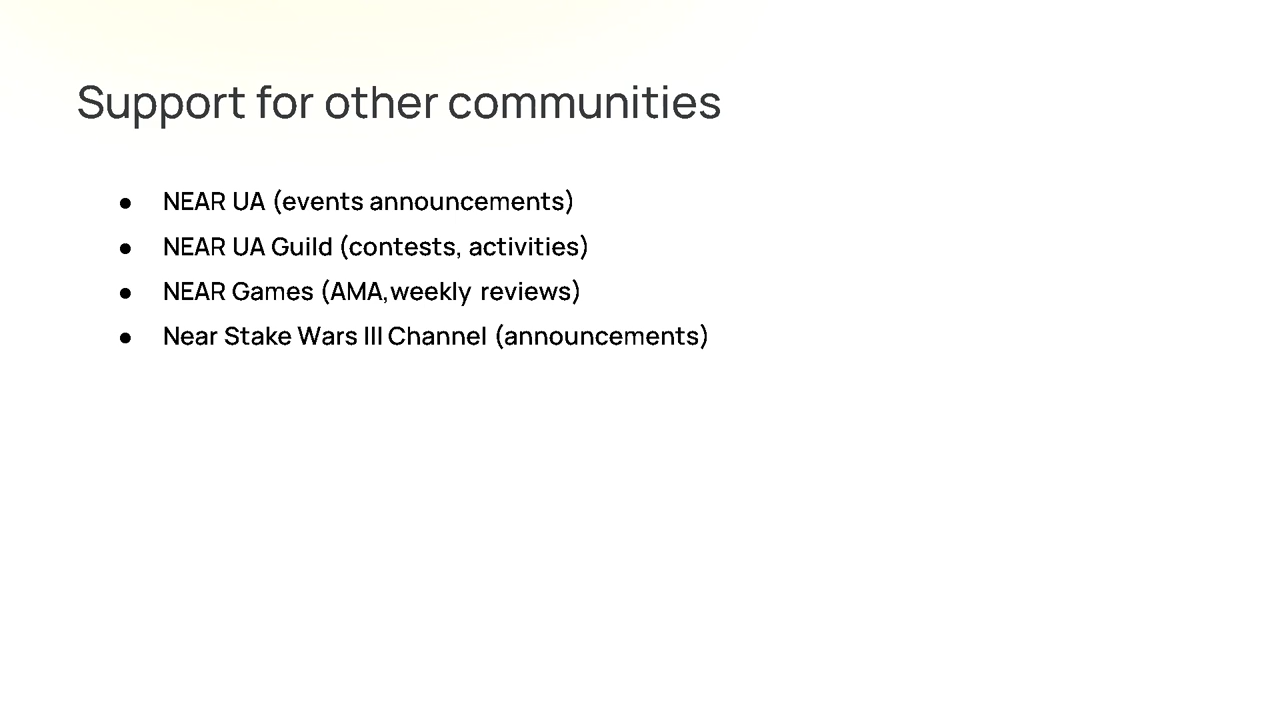 Support for other communities
● NEAR UA (events announcements)
● NEAR UA Guild (contests, activities)
● NEAR Games (AMA,weekly reviews)
● Near Stake Wars III Channel (announcements)